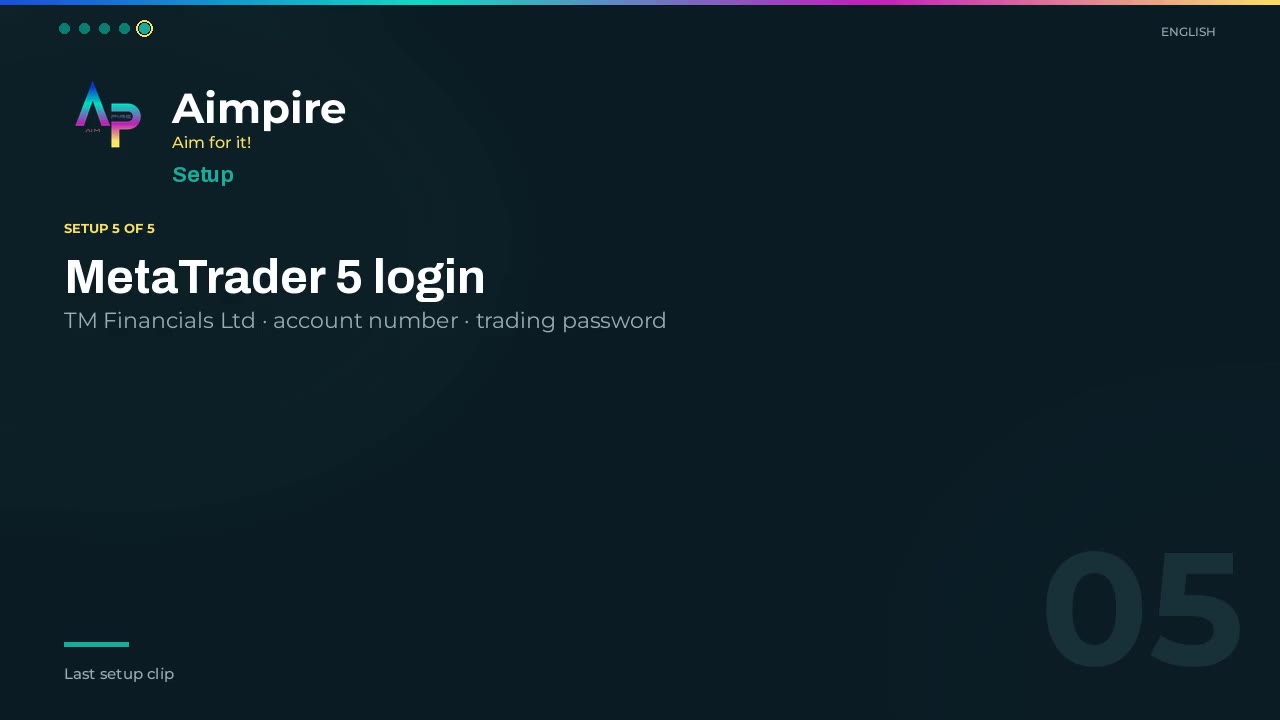 ENGLISH
AIM
Aimpire
Aim for it!
Setup
SETUP 5 OF 5
MetaTrader 5 login
TM Financials Ltd · account number · trading password
05
Last setup clip